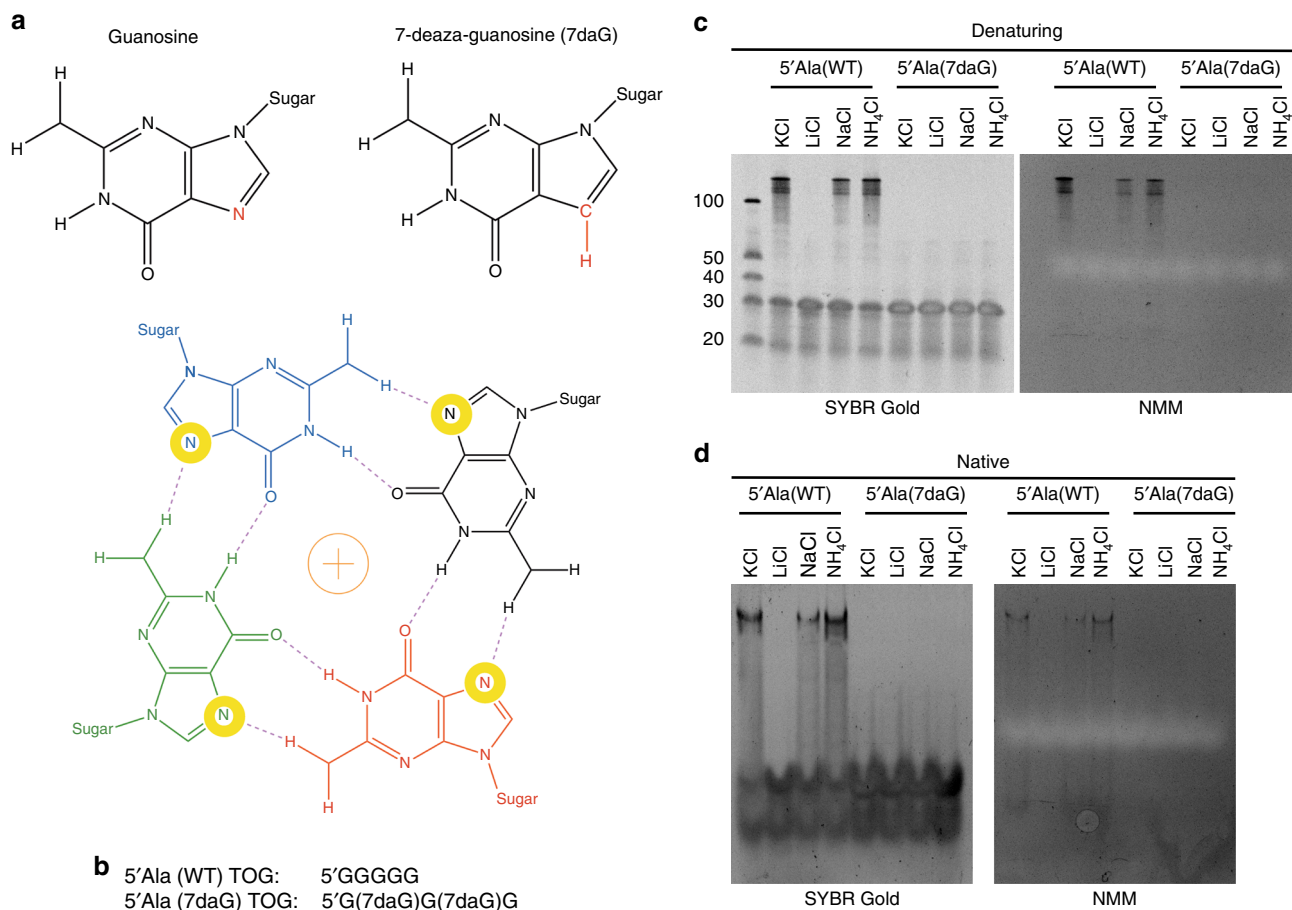 a
Guanosine
7-deaza-guanosine (7daG)
H
H
N
N
Sugar
N
H
N
O
H
H
N
N
Sugar
N
H
C
H
O
Sugar
N
N
N
N
H
O
H
H
N
N
Sugar
O
N
N
H
H
H
H
H
H
N
N
O
N
N
Sugar
O
H
N
N
N
N
H
H
Sugar
b
5′Ala (WT) TOG: 5′GGGGG
5′Ala (7daG) TOG: 5′G(7daG)G(7daG)G
c
Denaturing
5′Ala(WT) 5′Ala(7daG) 5′Ala(WT) 5′Ala(7daG)
KCl LiCl NaCl NH₄Cl KCl LiCl NaCl NH₄Cl KCl LiCl NaCl NH₄Cl KCl LiCl NaCl NH₄Cl
100
50
40
30
20
SYBR Gold NMM
d
Native
5′Ala(WT) 5′Ala(7daG) 5′Ala(WT) 5′Ala(7daG)
KCl LiCl NaCl NH₄Cl KCl LiCl NaCl NH₄Cl KCl LiCl NaCl NH₄Cl KCl LiCl NaCl NH₄Cl
SYBR Gold NMM